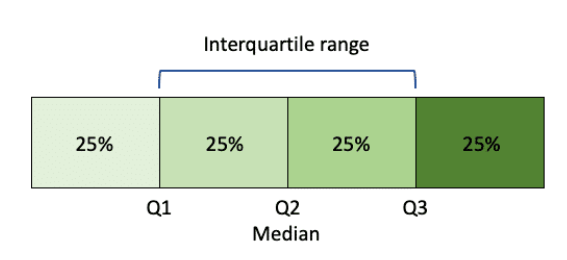 Interquartile range
25% 25% 25% 25%
Q1 Q2 Q3
Median